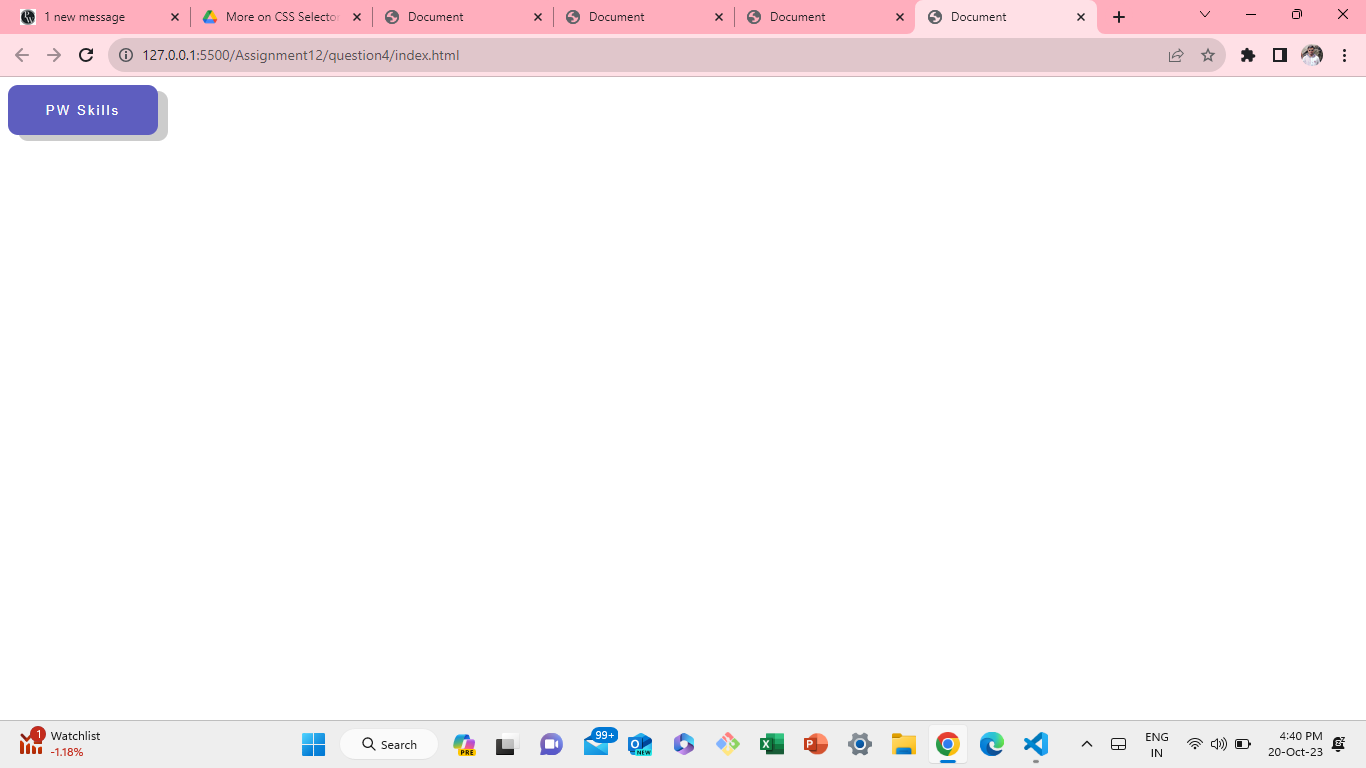 1 new message
More on CSS Selector
Document
Document
Document
Document
127.0.0.1:5500/Assignment12/question4/index.html
PW Skills
1
Watchlist
-1.18%
Search
PRE
99+
NEW
ENG
IN
4:40 PM
20-Oct-23